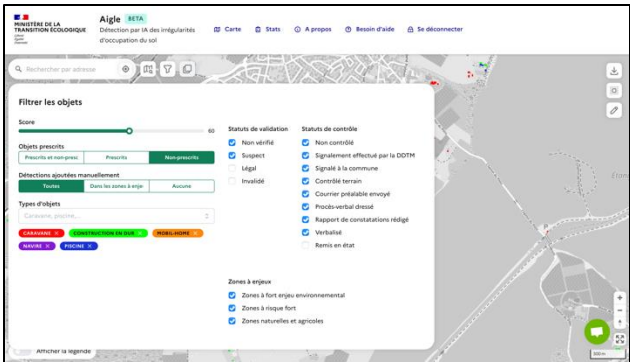 MINISTÈRE DE LA
TRANSITION ÉCOLOGIQUE
Aigle BETA
Détection par IA des irrégularités
d'occupation du sol
Carte Stats A propos Besoin d'aide Se déconnecter
Rechercher par adresse
Filtrer les objets
Score
60
Objets prescrits
Prescrits et non-presc Prescrits Non-prescrits
Détections ajoutées manuellement
Toutes Dans les zones à enje Aucune
Types d'objets
Caravane, piscine,...
CARAVANE × CONSTRUCTION EN DUR × MOBIL-HOME ×
NAVIRE × PISCINE ×
Statuts de validation
Non vérifié
Suspect
Légal
Invalidé
Statuts de contrôle
Non contrôlé
Signalement effectué par la DDTM
Signalé à la commune
Contrôlé terrain
Courrier préalable envoyé
Procès-verbal dressé
Rapport de constatations rédigé
Verbalisé
Remis en état
Zones à enjeux
Zones à fort enjeu environnemental
Zones à risque fort
Zones naturelles et agricoles
Afficher la légende